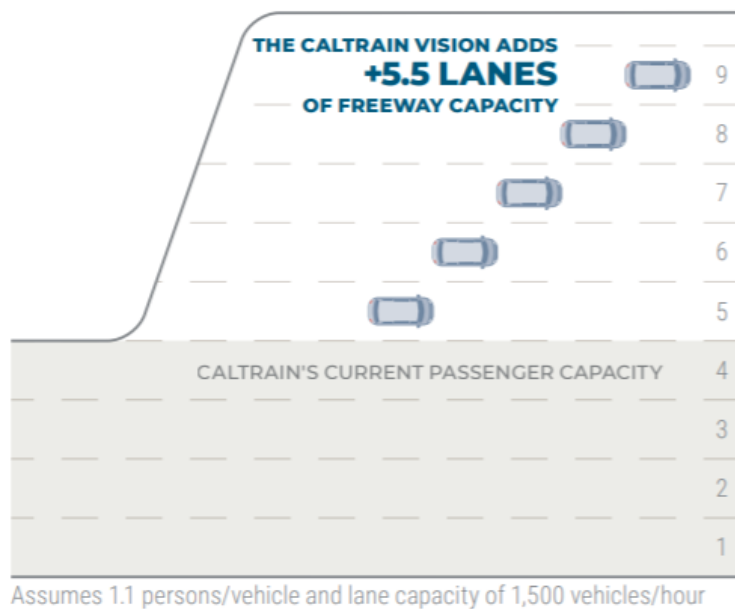 THE CALTRAIN VISION ADDS
+5.5 LANES
OF FREEWAY CAPACITY
9
8
7
6
5
CALTRAIN'S CURRENT PASSENGER CAPACITY 4
3
2
1
Assumes 1.1 persons/vehicle and lane capacity of 1,500 vehicles/hour